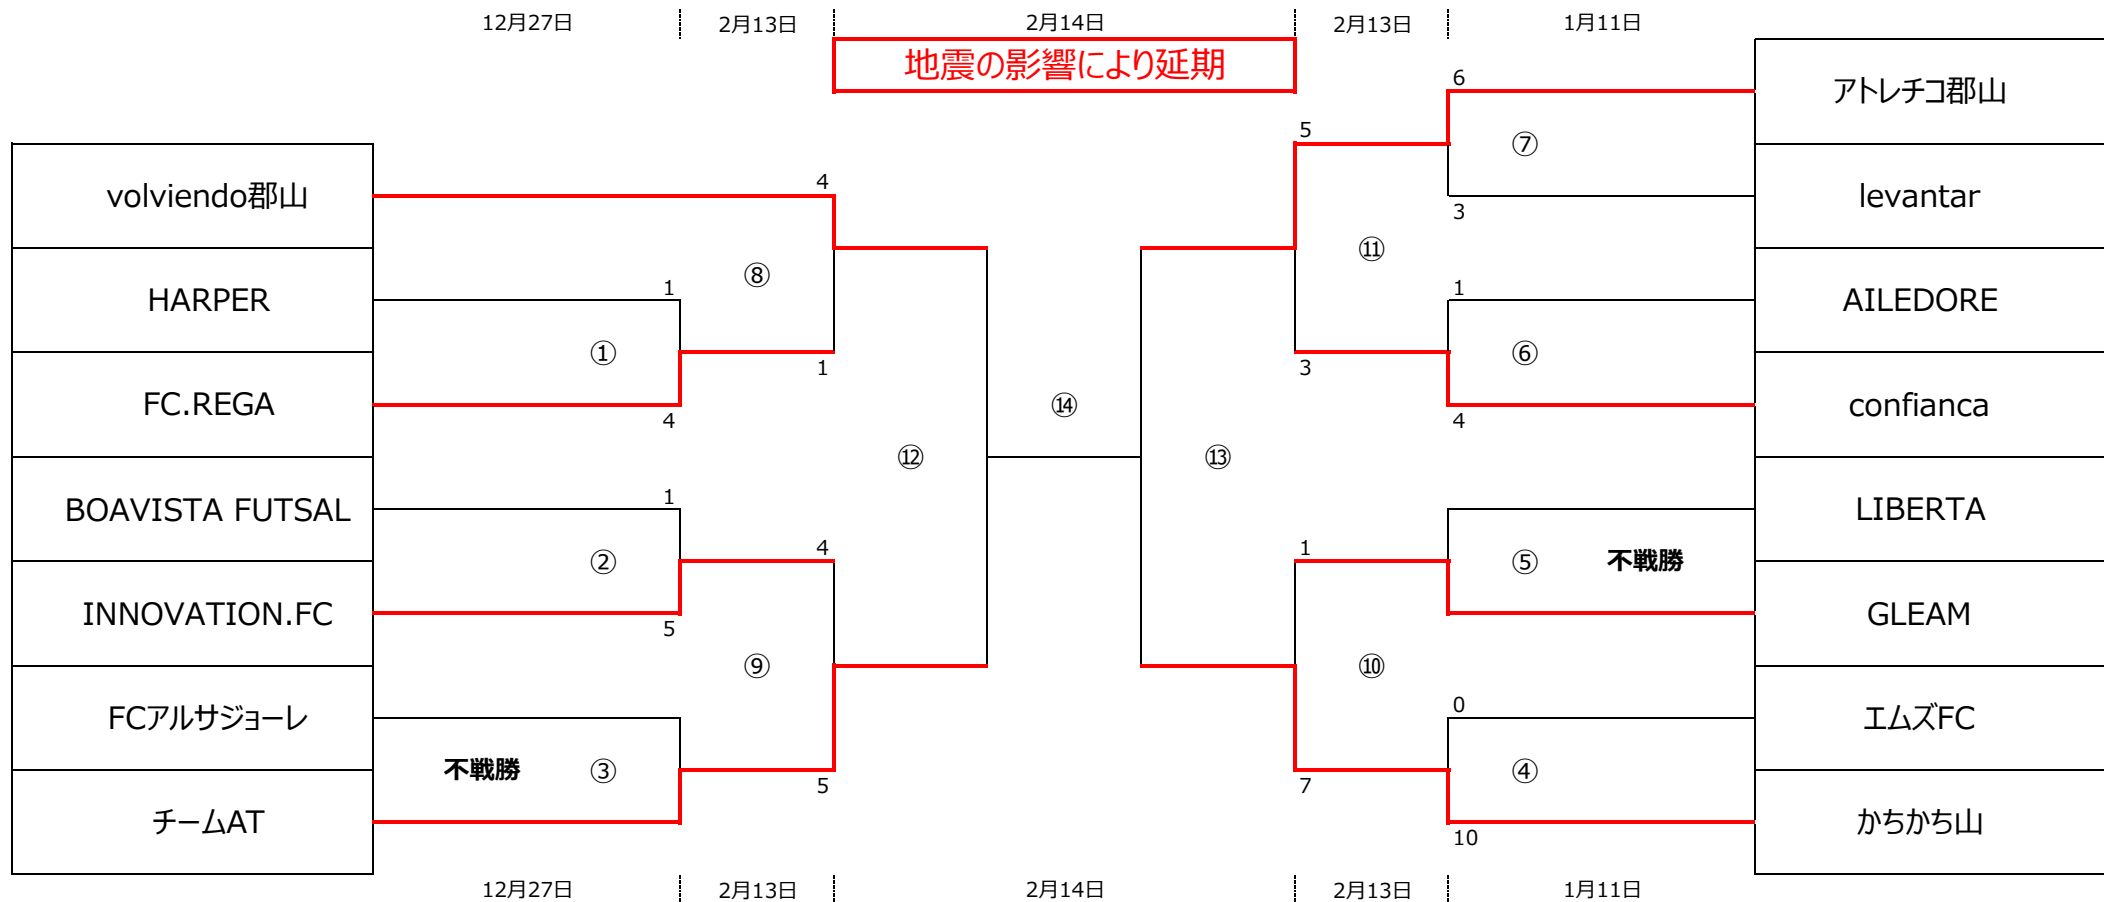 12月27日 2月13日 2月14日 2月13日 1月11日
地震の影響により延期
6 アトレチコ郡山
5 ⑦
volviendo郡山 4 3 levantar
⑧ ⑪
HARPER 1 1 AILEDORE
① 1 3 ⑥
FC.REGA 4 ⑭ 4 confianca
⑫ ⑬
BOAVISTA FUTSAL 1 LIBERTA
② 4 1 ⑤ 不戦勝
INNOVATION.FC 5 GLEAM
⑨ ⑩
FCアルサジョーレ 0 エムズFC
不戦勝 ③ 5 7 ④
チームAT 10 かちかち山
12月27日 2月13日 2月14日 2月13日 1月11日